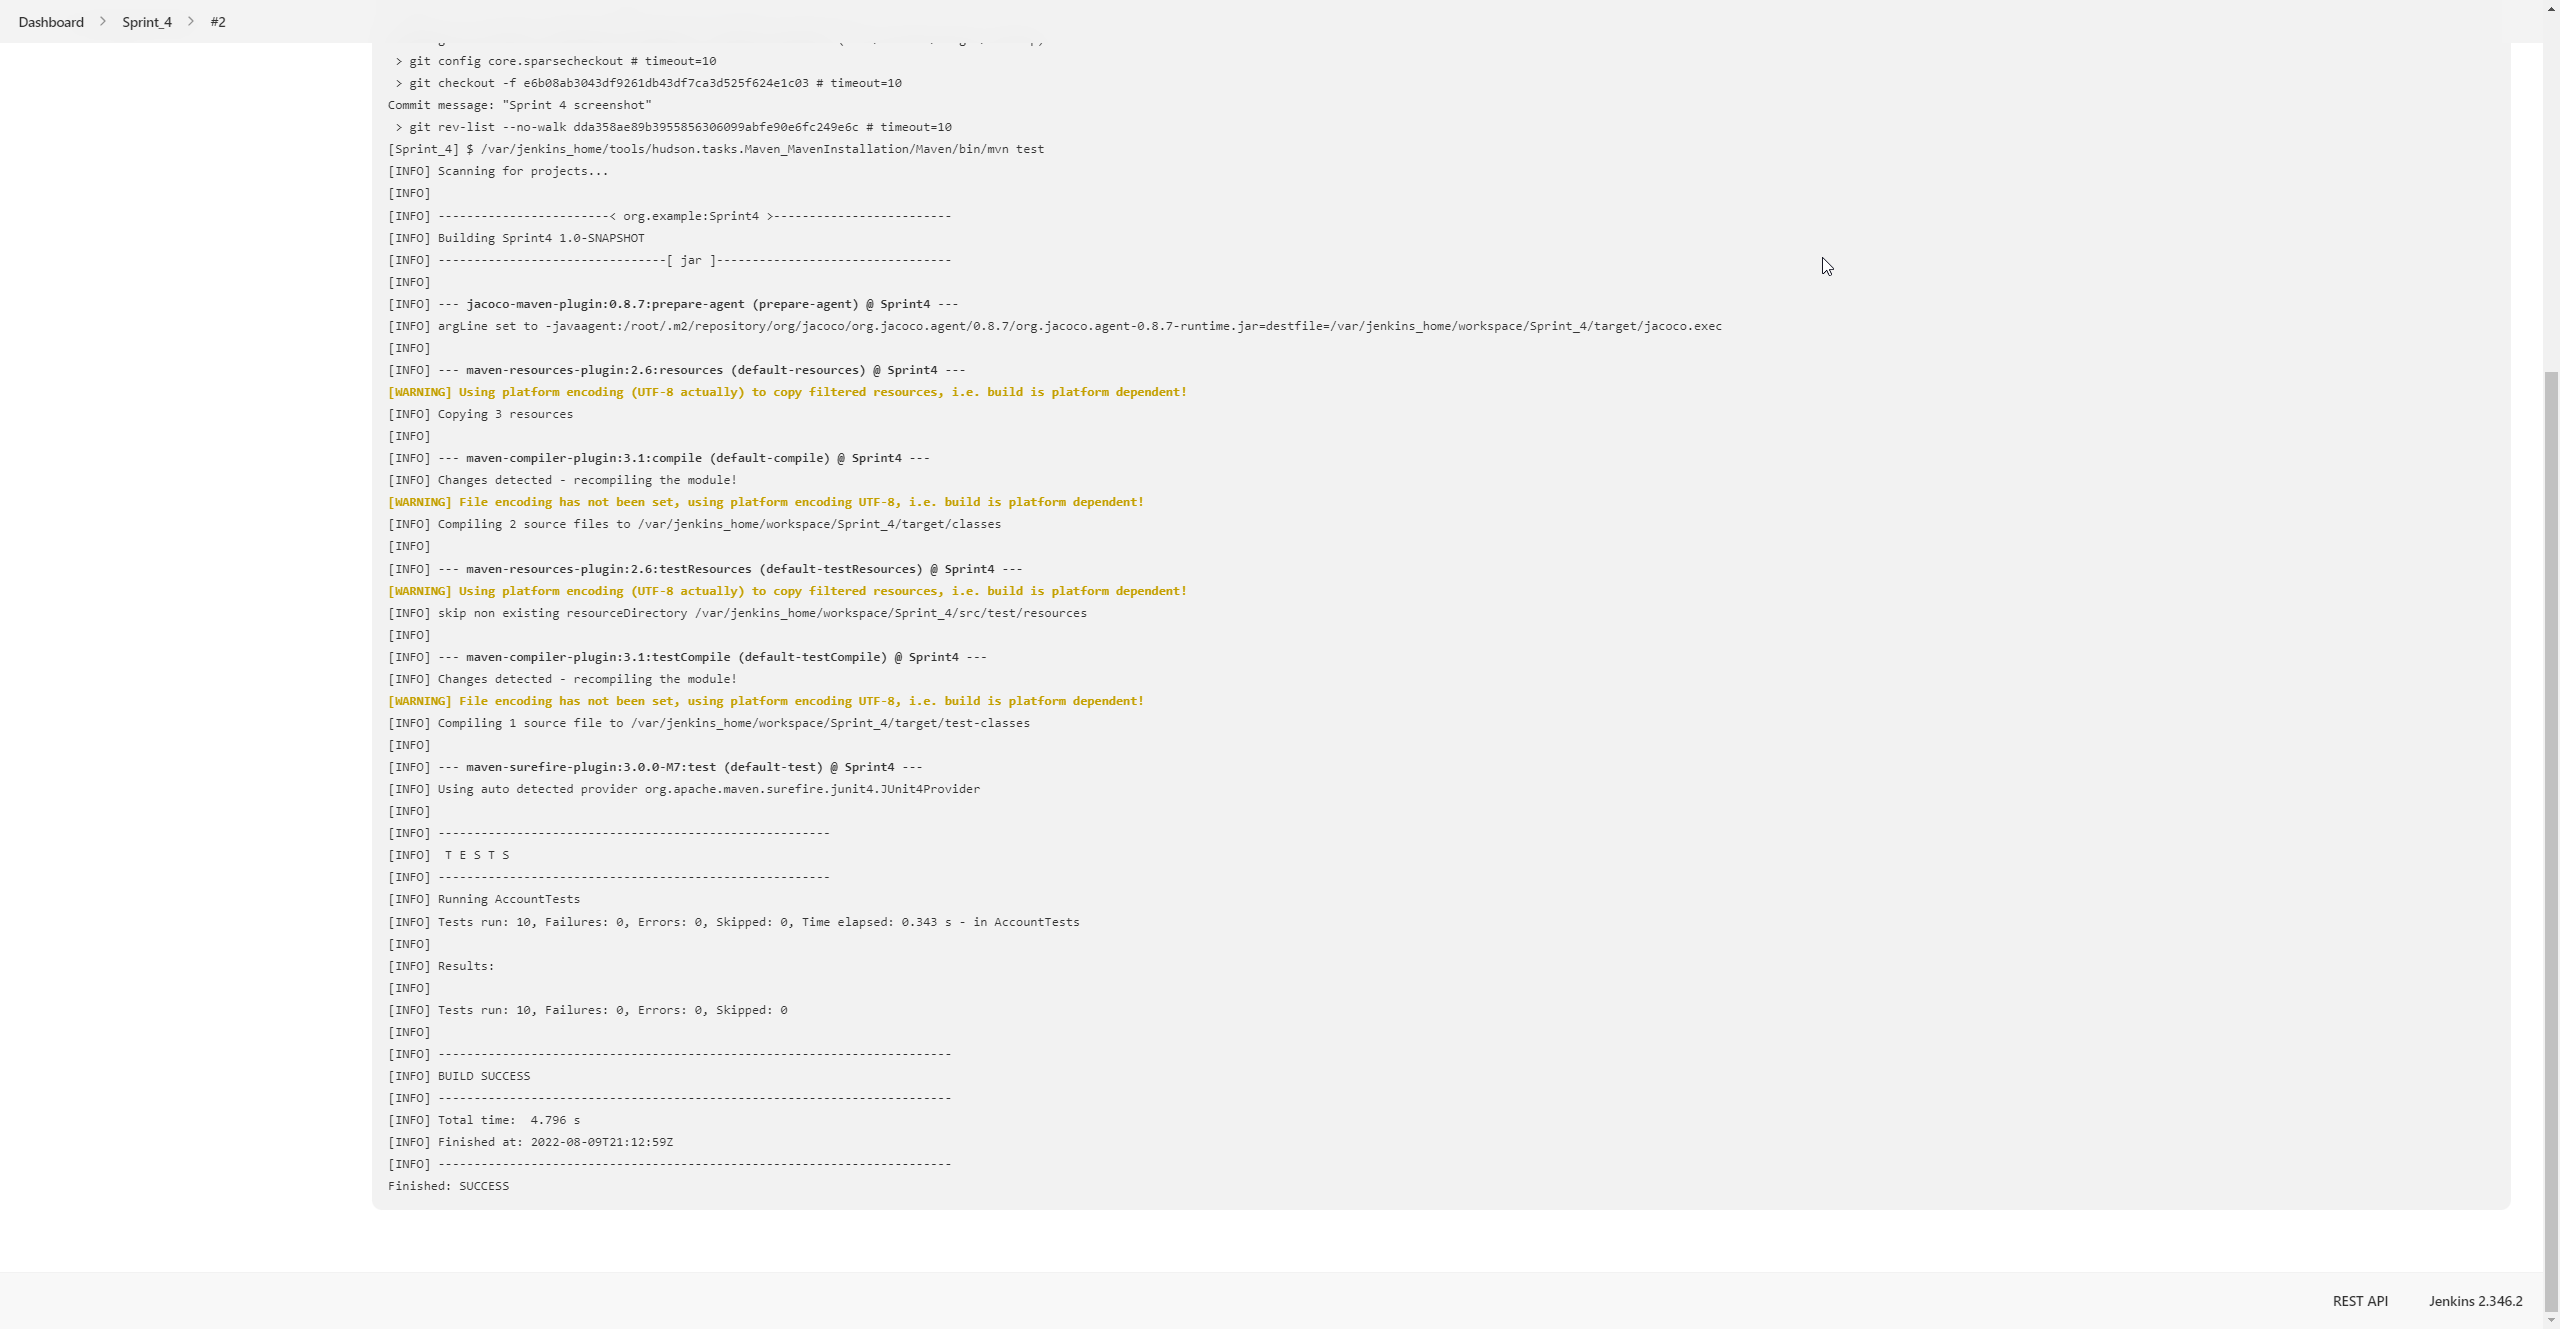 Dashboard > Sprint_4 > #2
> git config core.sparsecheckout # timeout=10
> git checkout -f e6b08ab3043df9261db43df7ca3d525f624e1c03 # timeout=10
Commit message: "Sprint 4 screenshot"
> git rev-list --no-walk dda358ae89b3955856306099abfe90e6fc249e6c # timeout=10
[Sprint_4] $ /var/jenkins_home/tools/hudson.tasks.Maven_MavenInstallation/Maven/bin/mvn test
[INFO] Scanning for projects...
[INFO]
[INFO] ------------------------< org.example:Sprint4 >-------------------------
[INFO] Building Sprint4 1.0-SNAPSHOT
[INFO] --------------------------------[ jar ]---------------------------------
[INFO]
[INFO] --- jacoco-maven-plugin:0.8.7:prepare-agent (prepare-agent) @ Sprint4 ---
[INFO] argLine set to -javaagent:/root/.m2/repository/org/jacoco/org.jacoco.agent/0.8.7/org.jacoco.agent-0.8.7-runtime.jar=destfile=/var/jenkins_home/workspace/Sprint_4/target/jacoco.exec
[INFO]
[INFO] --- maven-resources-plugin:2.6:resources (default-resources) @ Sprint4 ---
[WARNING] Using platform encoding (UTF-8 actually) to copy filtered resources, i.e. build is platform dependent!
[INFO] Copying 3 resources
[INFO]
[INFO] --- maven-compiler-plugin:3.1:compile (default-compile) @ Sprint4 ---
[INFO] Changes detected - recompiling the module!
[WARNING] File encoding has not been set, using platform encoding UTF-8, i.e. build is platform dependent!
[INFO] Compiling 2 source files to /var/jenkins_home/workspace/Sprint_4/target/classes
[INFO]
[INFO] --- maven-resources-plugin:2.6:testResources (default-testResources) @ Sprint4 ---
[WARNING] Using platform encoding (UTF-8 actually) to copy filtered resources, i.e. build is platform dependent!
[INFO] skip non existing resourceDirectory /var/jenkins_home/workspace/Sprint_4/src/test/resources
[INFO]
[INFO] --- maven-compiler-plugin:3.1:testCompile (default-testCompile) @ Sprint4 ---
[INFO] Changes detected - recompiling the module!
[WARNING] File encoding has not been set, using platform encoding UTF-8, i.e. build is platform dependent!
[INFO] Compiling 1 source file to /var/jenkins_home/workspace/Sprint_4/target/test-classes
[INFO]
[INFO] --- maven-surefire-plugin:3.0.0-M7:test (default-test) @ Sprint4 ---
[INFO] Using auto detected provider org.apache.maven.surefire.junit4.JUnit4Provider
[INFO]
[INFO] -------------------------------------------------------
[INFO]  T E S T S
[INFO] -------------------------------------------------------
[INFO] Running AccountTests
[INFO] Tests run: 10, Failures: 0, Errors: 0, Skipped: 0, Time elapsed: 0.343 s - in AccountTests
[INFO]
[INFO] Results:
[INFO]
[INFO] Tests run: 10, Failures: 0, Errors: 0, Skipped: 0
[INFO]
[INFO] ------------------------------------------------------------------------
[INFO] BUILD SUCCESS
[INFO] ------------------------------------------------------------------------
[INFO] Total time:  4.796 s
[INFO] Finished at: 2022-08-09T21:12:59Z
[INFO] ------------------------------------------------------------------------
Finished: SUCCESS
REST API Jenkins 2.346.2